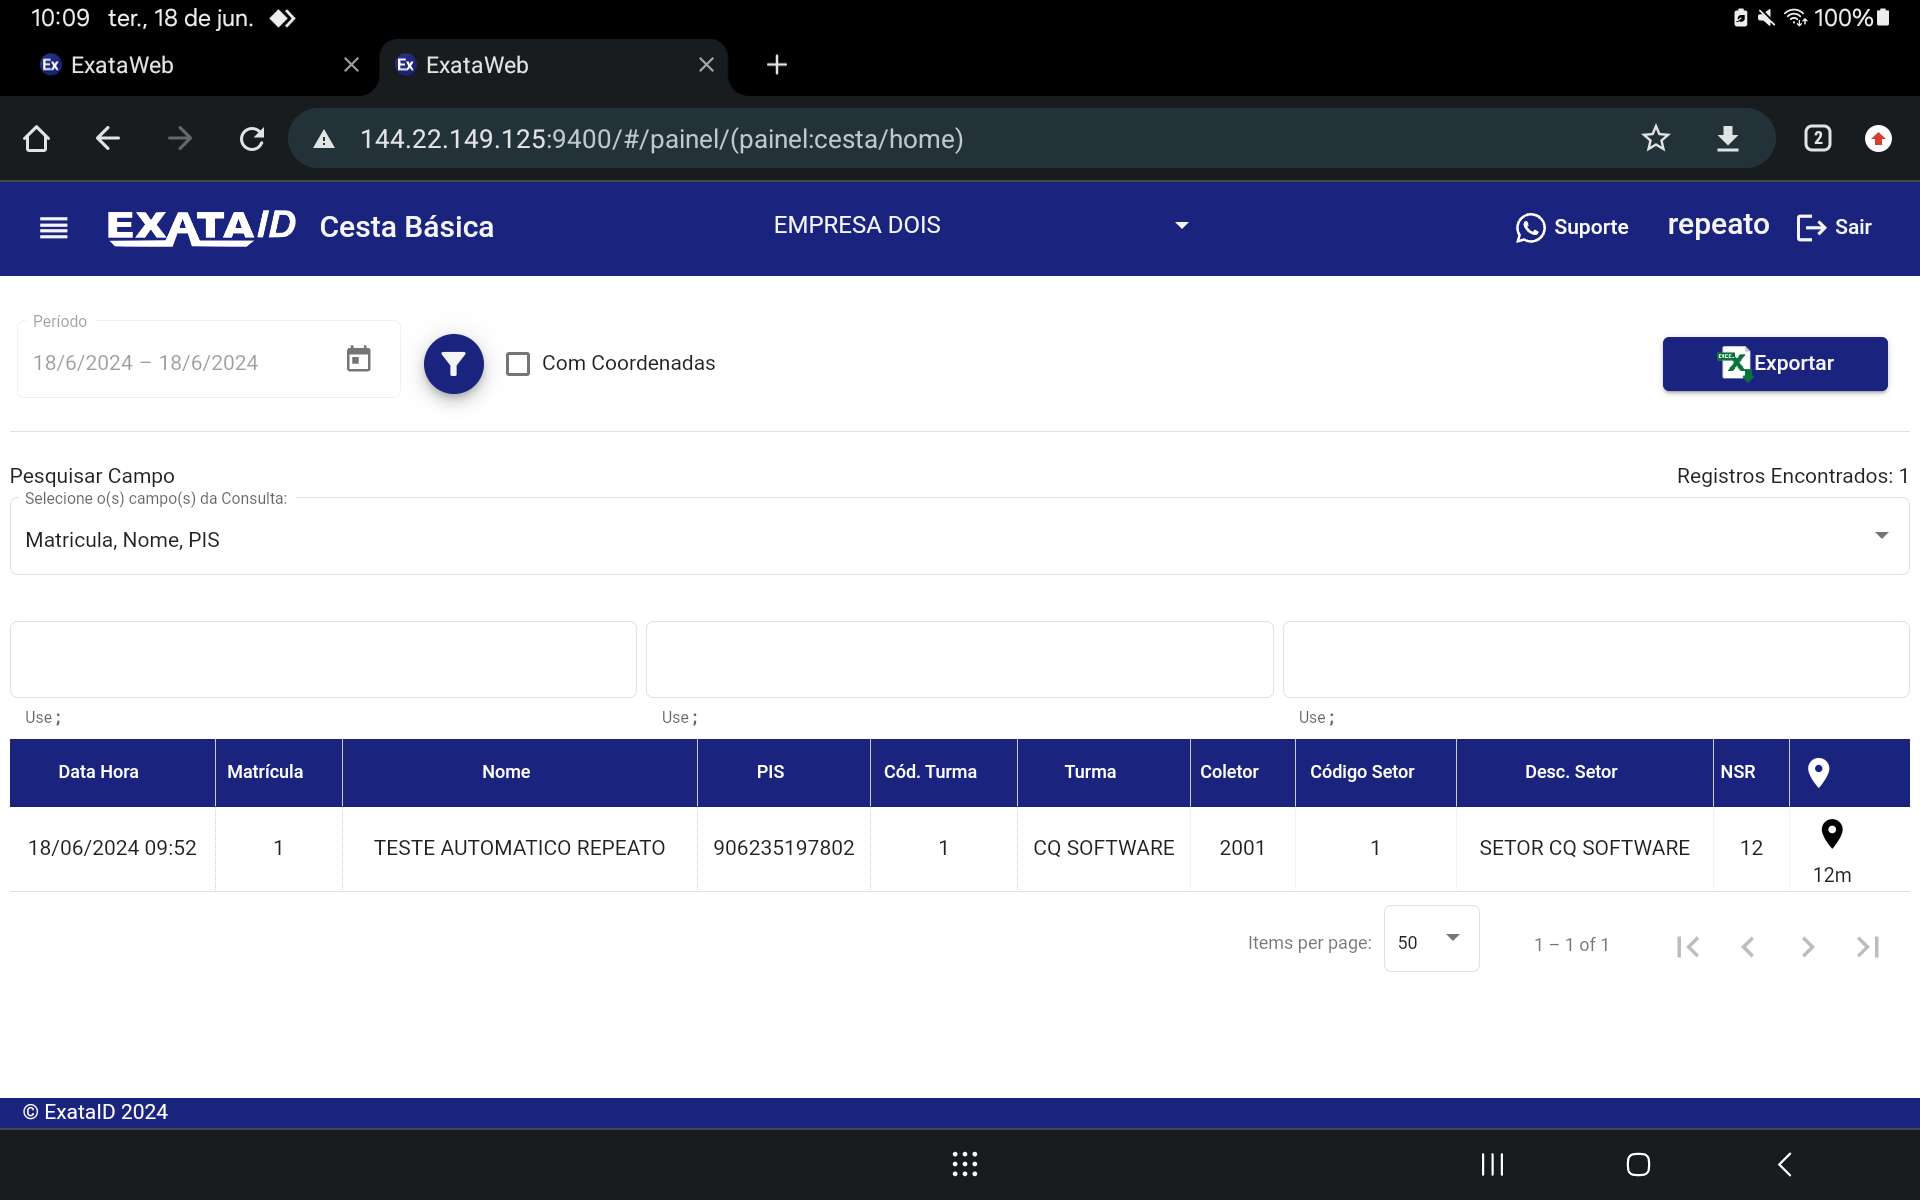 10:09 ter., 18 de jun. 100%
Ex ExataWeb Ex ExataWeb
144.22.149.125:9400/#/painel/(painel:cesta/home) 2
EXATAID Cesta Básica EMPRESA DOIS Suporte repeato Sair
Período
18/6/2024 – 18/6/2024 Com Coordenadas Exportar
Pesquisar Campo Registros Encontrados: 1
Selecione o(s) campo(s) da Consulta:
Matricula, Nome, PIS
Use ; Use ; Use ;
Data Hora Matrícula Nome PIS Cód. Turma Turma Coletor Código Setor Desc. Setor NSR
18/06/2024 09:52 1 TESTE AUTOMATICO REPEATO 906235197802 1 CQ SOFTWARE 2001 1 SETOR CQ SOFTWARE 12
12m
Items per page: 50 1 – 1 of 1
© ExataID 2024